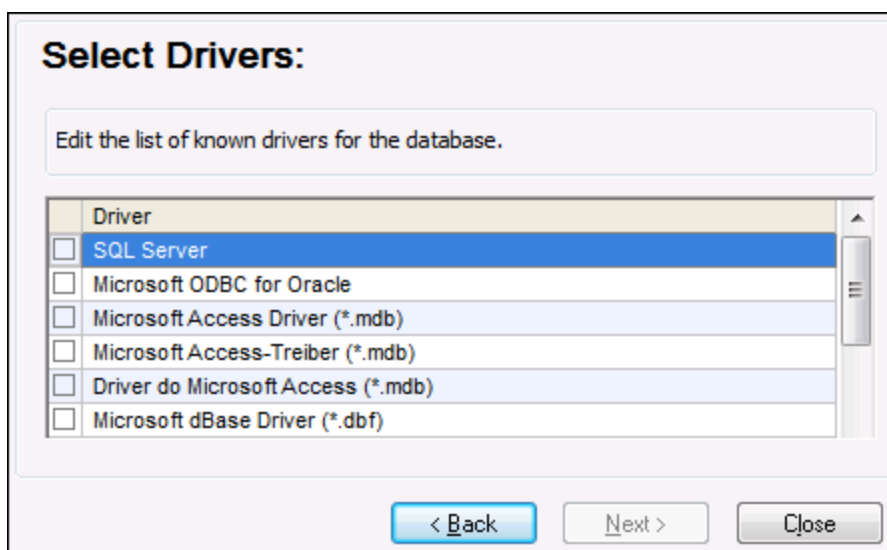 Select Drivers:
Edit the list of known drivers for the database.
Driver
SQL Server
Microsoft ODBC for Oracle
Microsoft Access Driver (*.mdb)
Microsoft Access-Treiber (*.mdb)
Driver do Microsoft Access (*.mdb)
Microsoft dBase Driver (*.dbf)
< Back Next > Close